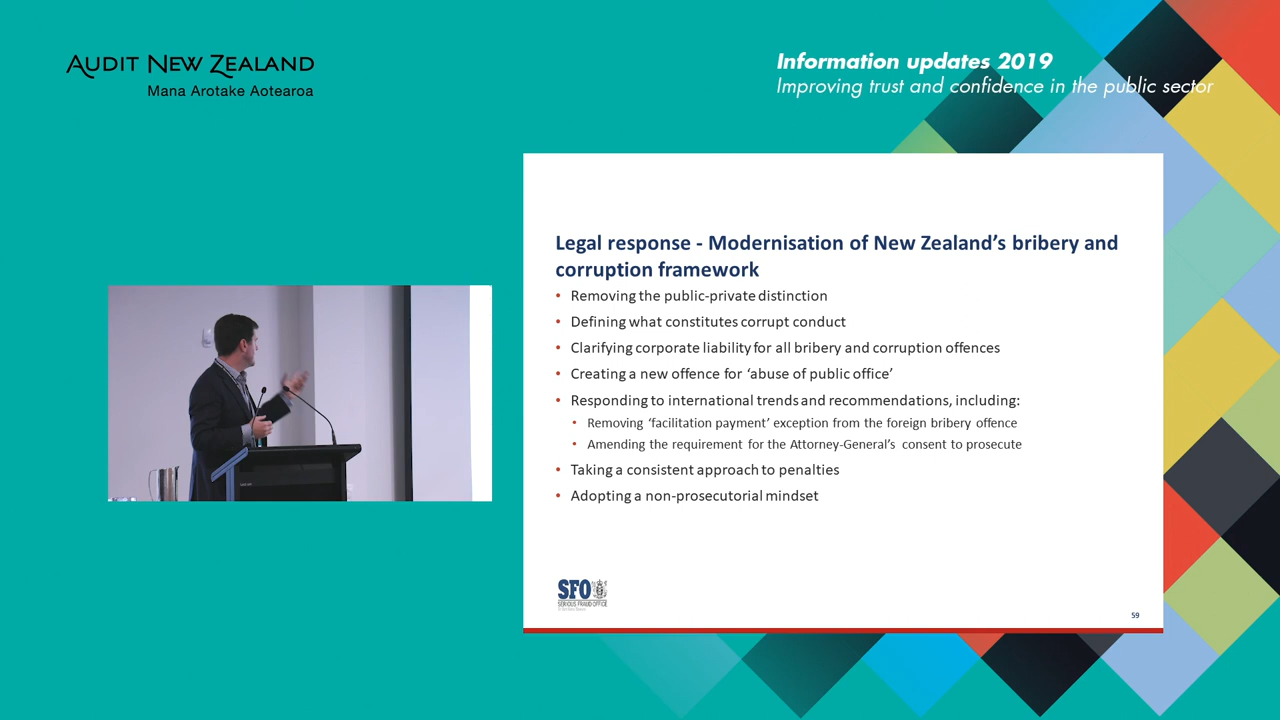 AUDIT NEW ZEALAND
Mana Arotake Aotearoa
Information updates 2019
Improving trust and confidence in the public sector
Legal response - Modernisation of New Zealand's bribery and
corruption framework
• Removing the public-private distinction
• Defining what constitutes corrupt conduct
• Clarifying corporate liability for all bribery and corruption offences
• Creating a new offence for 'abuse of public office'
• Responding to international trends and recommendations, including:
• Removing 'facilitation payment' exception from the foreign bribery offence
• Amending the requirement for the Attorney-General's consent to prosecute
• Taking a consistent approach to penalties
• Adopting a non-prosecutorial mindset
SFO
SERIOUS FRAUD OFFICE
59